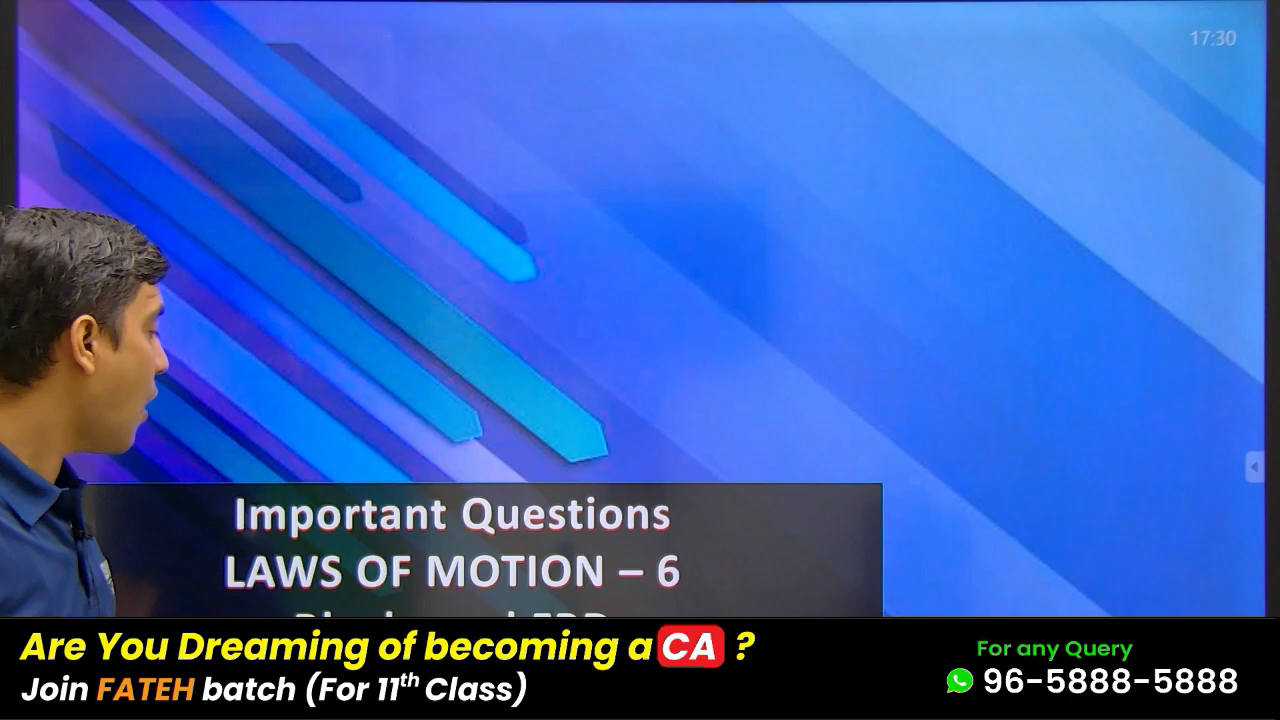 17:30
Important Questions
LAWS OF MOTION – 6
Are You Dreaming of becoming a CA ?
Join FATEH batch (For 11th Class)
For any Query
96-5888-5888